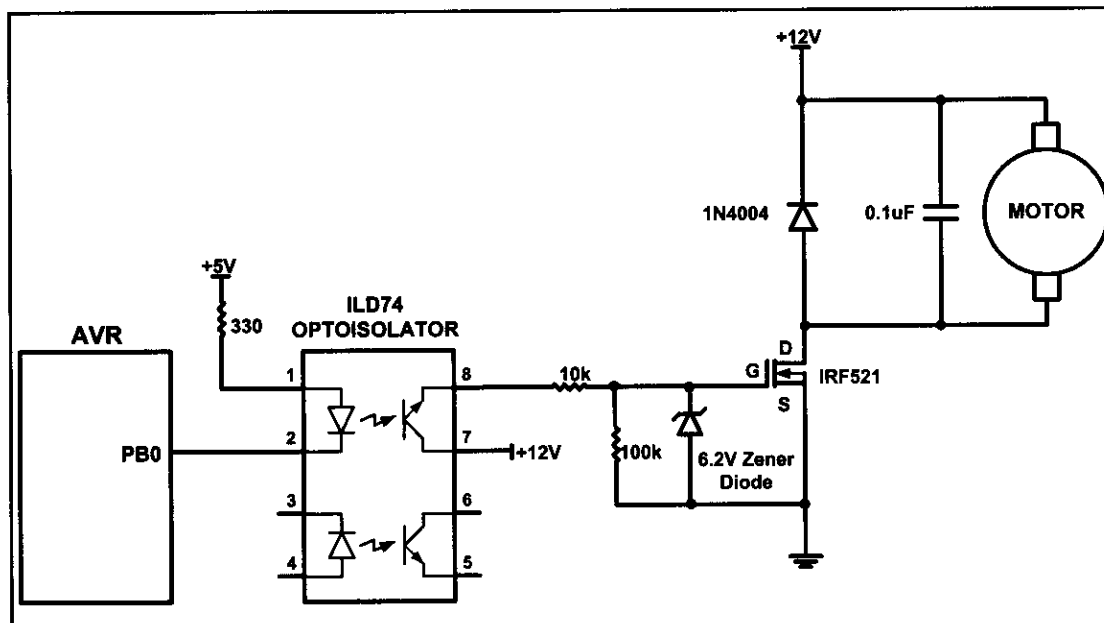 +12V
1N4004
0.1uF
MOTOR
+5V
330
ILD74
OPTOISOLATOR
AVR
1
8
10k
D
G
IRF521
S
2
7
PB0
+12V
100k
6.2V Zener
Diode
3
6
4
5